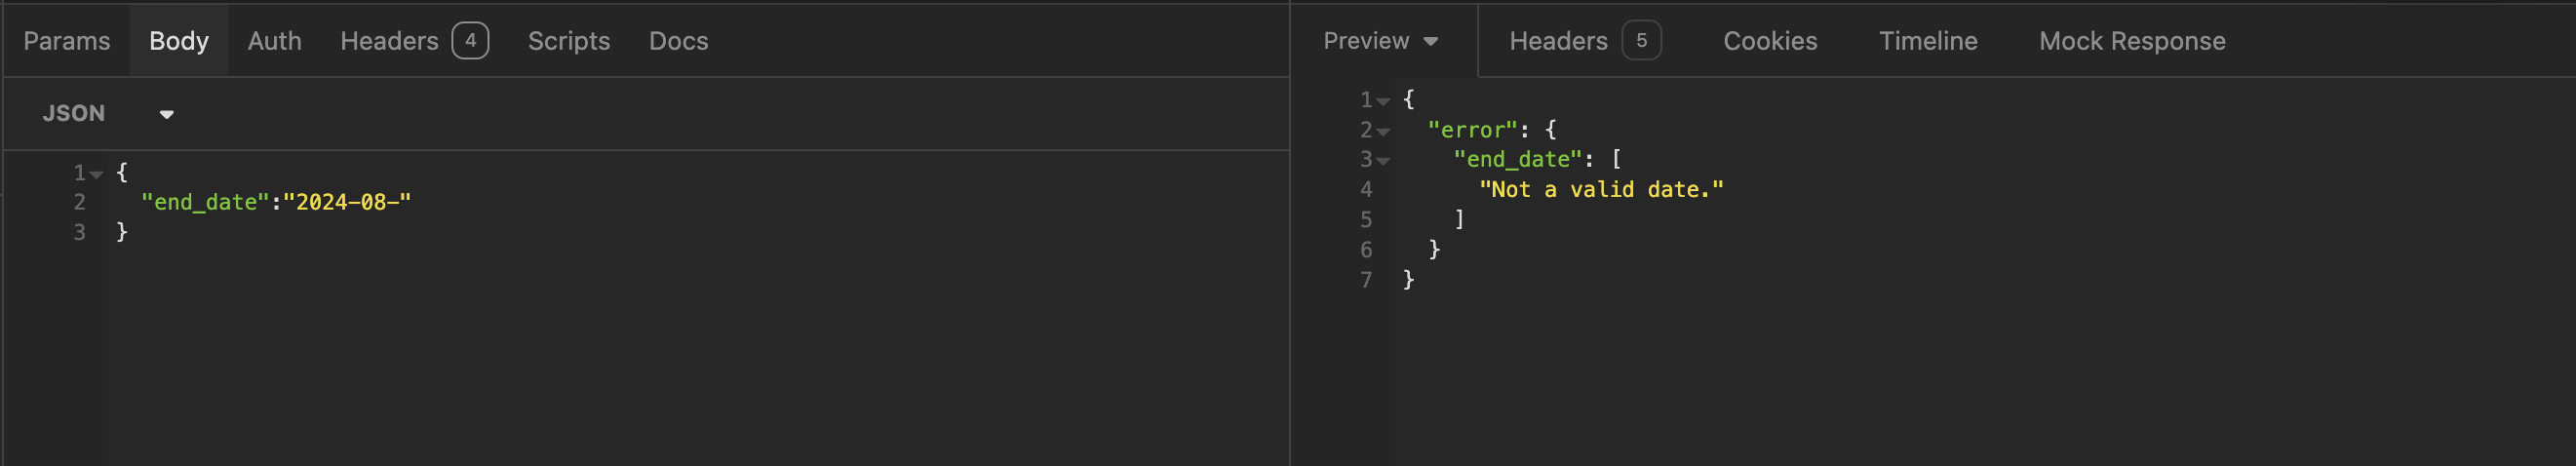 Params Body Auth Headers 4 Scripts Docs
JSON
1 {
2 "end_date":"2024-08-"
3 }
Preview Headers 5 Cookies Timeline Mock Response
1 {
2 "error": {
3 "end_date": [
4 "Not a valid date."
5 ]
6 }
7 }